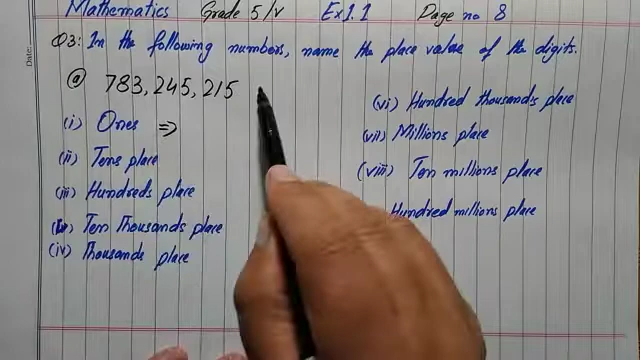 Date:
Mathematics Grade 5/V Ex 1.1 Page no 8
Q3: In the following numbers, name the place value of the digits.
(a) 783,245,215
(i) Ones ⇒
(ii) Tens place
(iii) Hundreds place
(v) Ten Thousands place
(iv) Thousands place
(vi) Hundred thousands place
(vii) Millions place
(viii) Ten millions place
Hundred millions place